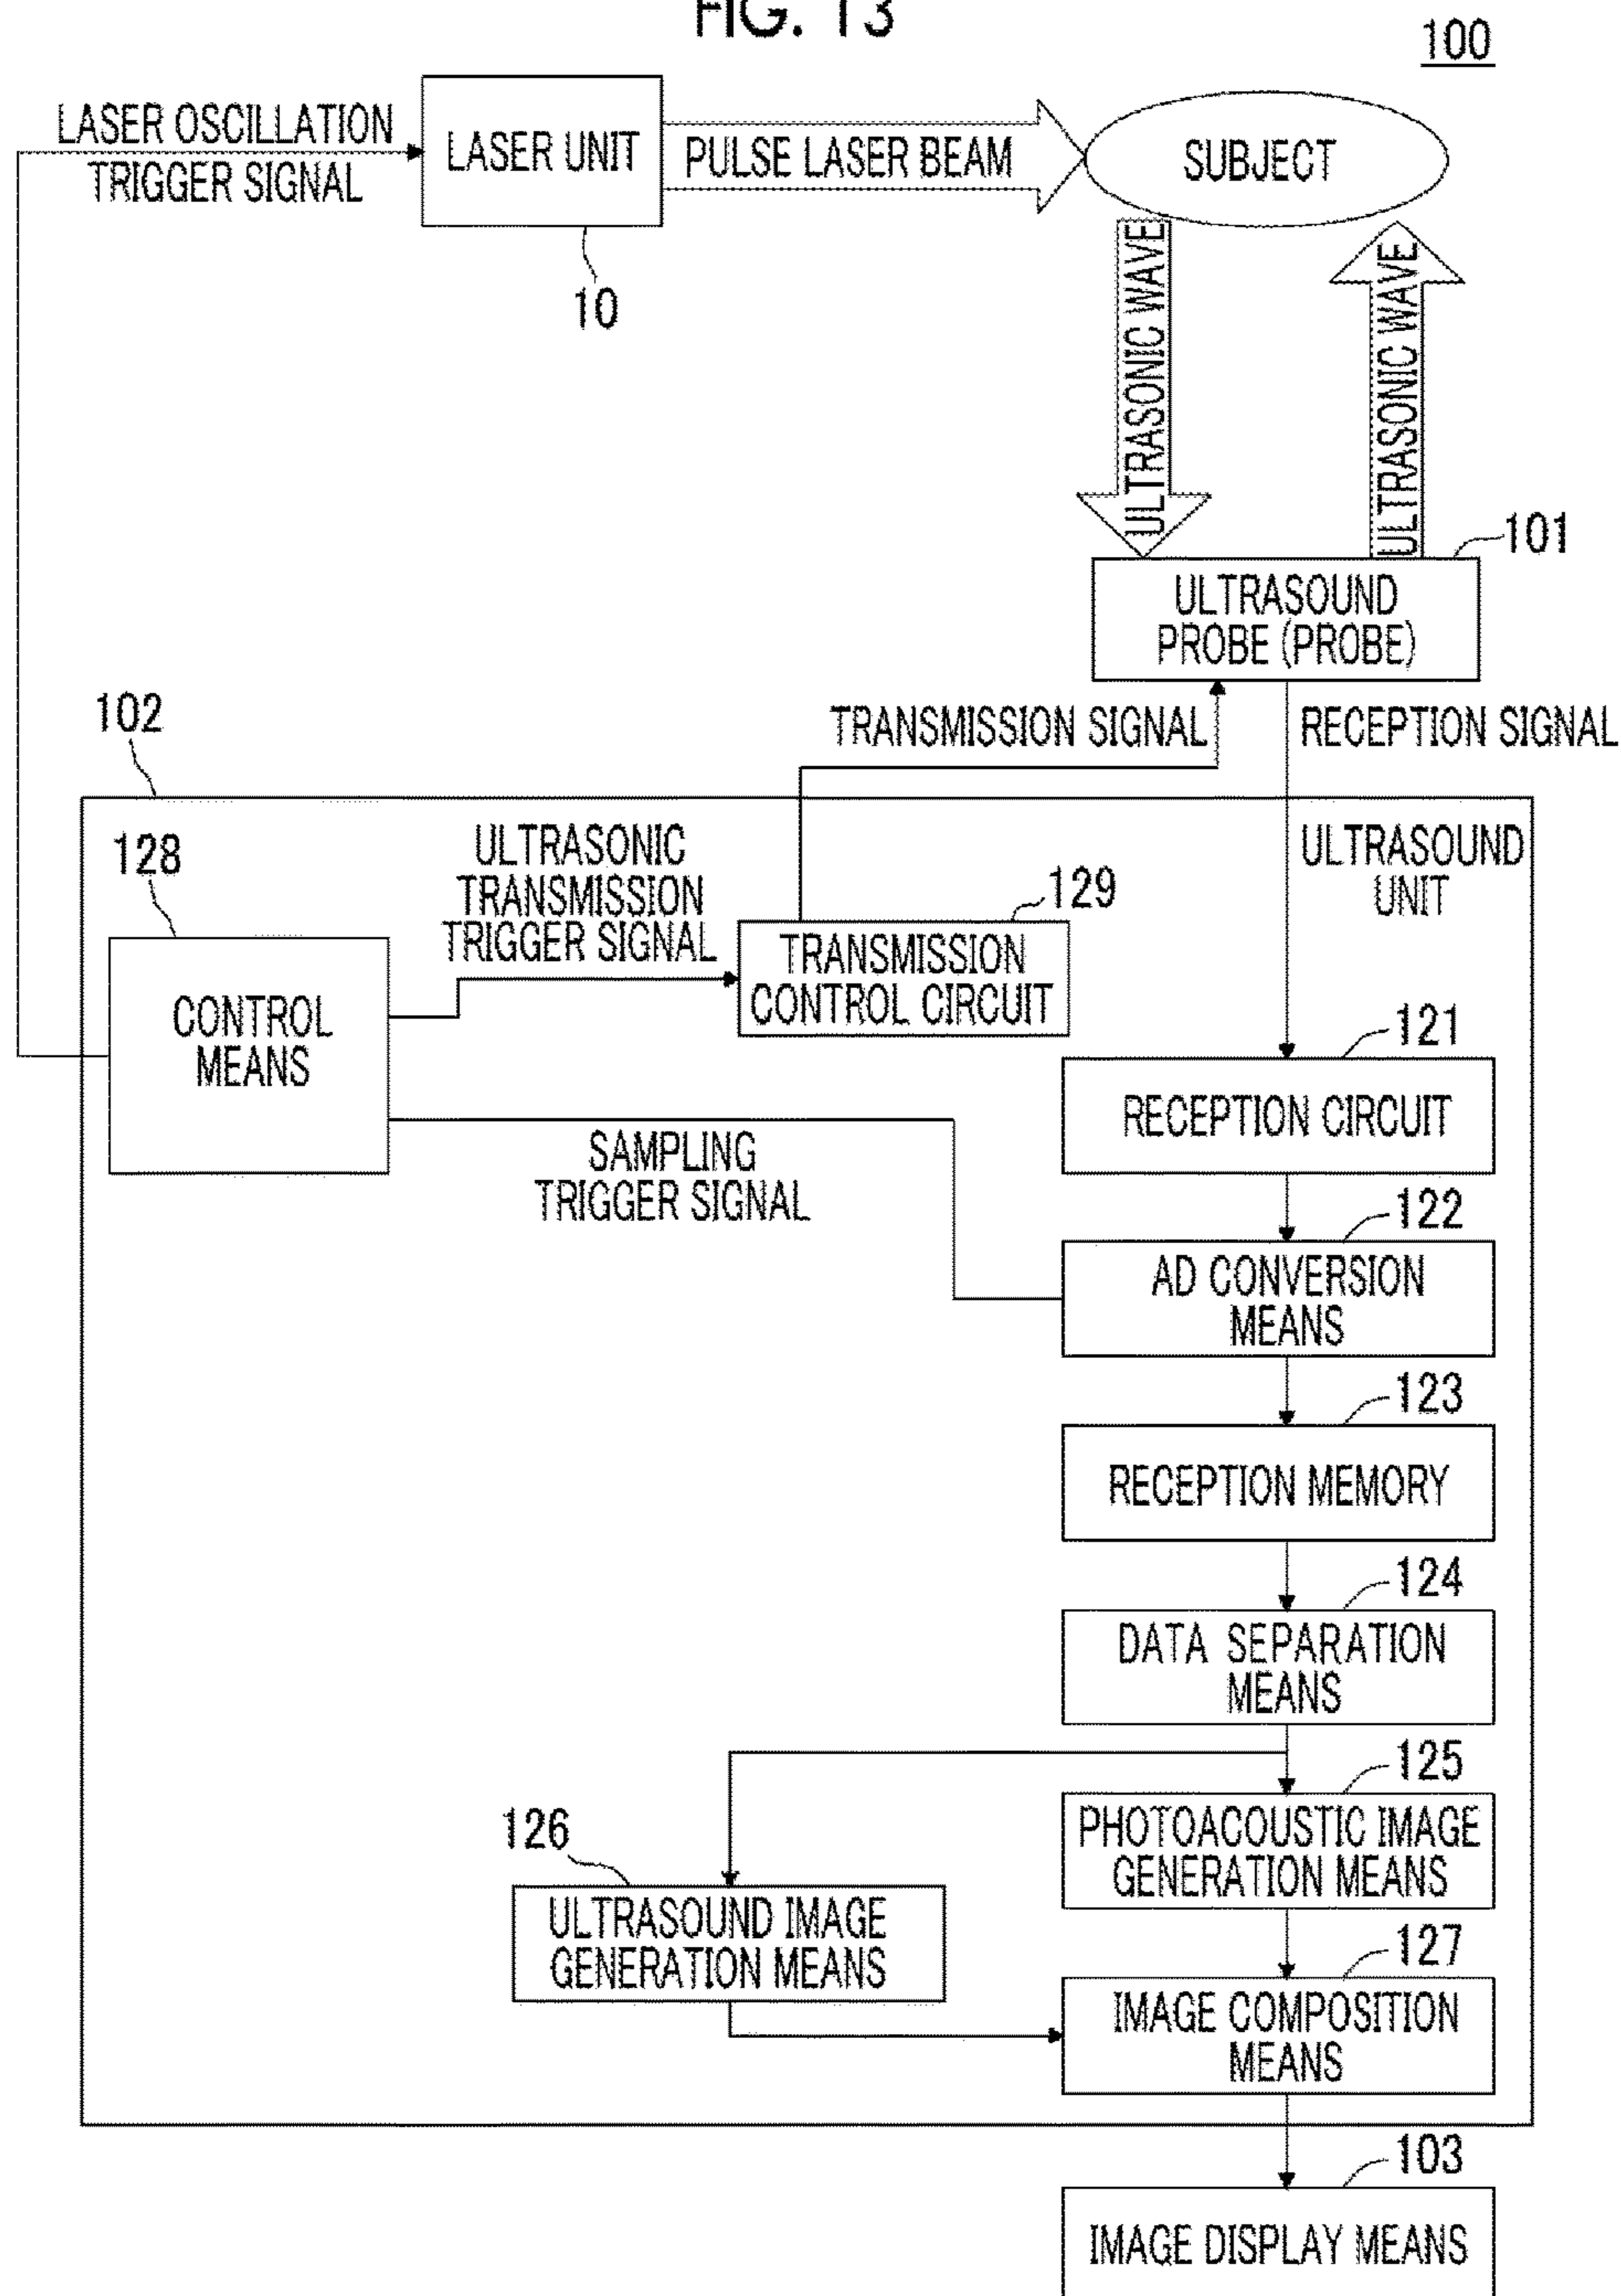 FIG. 13
100
LASER OSCILLATION
TRIGGER SIGNAL
LASER UNIT
PULSE LASER BEAM
SUBJECT
10
ULTRASONIC WAVE
ULTRASONIC WAVE
101
ULTRASOUND
PROBE (PROBE)
102
TRANSMISSION SIGNAL
RECEPTION SIGNAL
128
ULTRASONIC
TRANSMISSION
TRIGGER SIGNAL
129
ULTRASOUND
UNIT
CONTROL
MEANS
TRANSMISSION
CONTROL CIRCUIT
121
RECEPTION CIRCUIT
SAMPLING
TRIGGER SIGNAL
122
AD CONVERSION
MEANS
123
RECEPTION MEMORY
124
DATA SEPARATION
MEANS
125
PHOTOACOUSTIC IMAGE
GENERATION MEANS
126
ULTRASOUND IMAGE
GENERATION MEANS
127
IMAGE COMPOSITION
MEANS
103
IMAGE DISPLAY MEANS